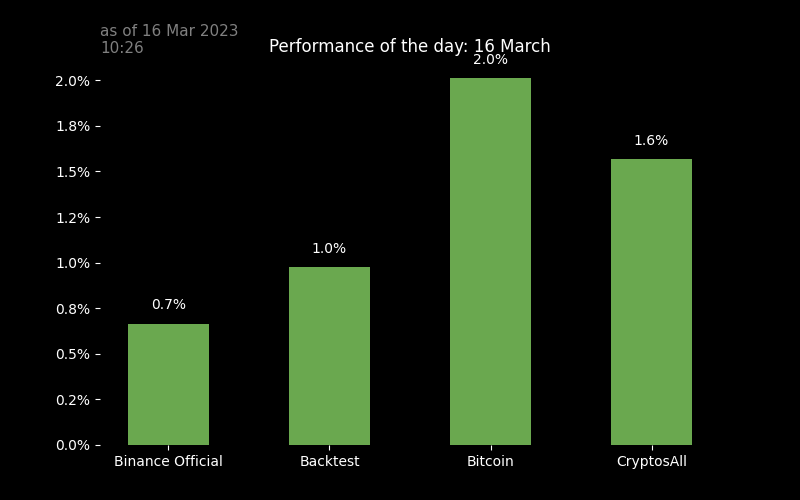 as of 16 Mar 2023
10:26
Performance of the day: 16 March
2.0%
1.8%
1.5%
1.2%
1.0%
0.8%
0.5%
0.2%
0.0%
0.7%
1.0%
2.0%
1.6%
Binance Official
Backtest
Bitcoin
CryptosAll